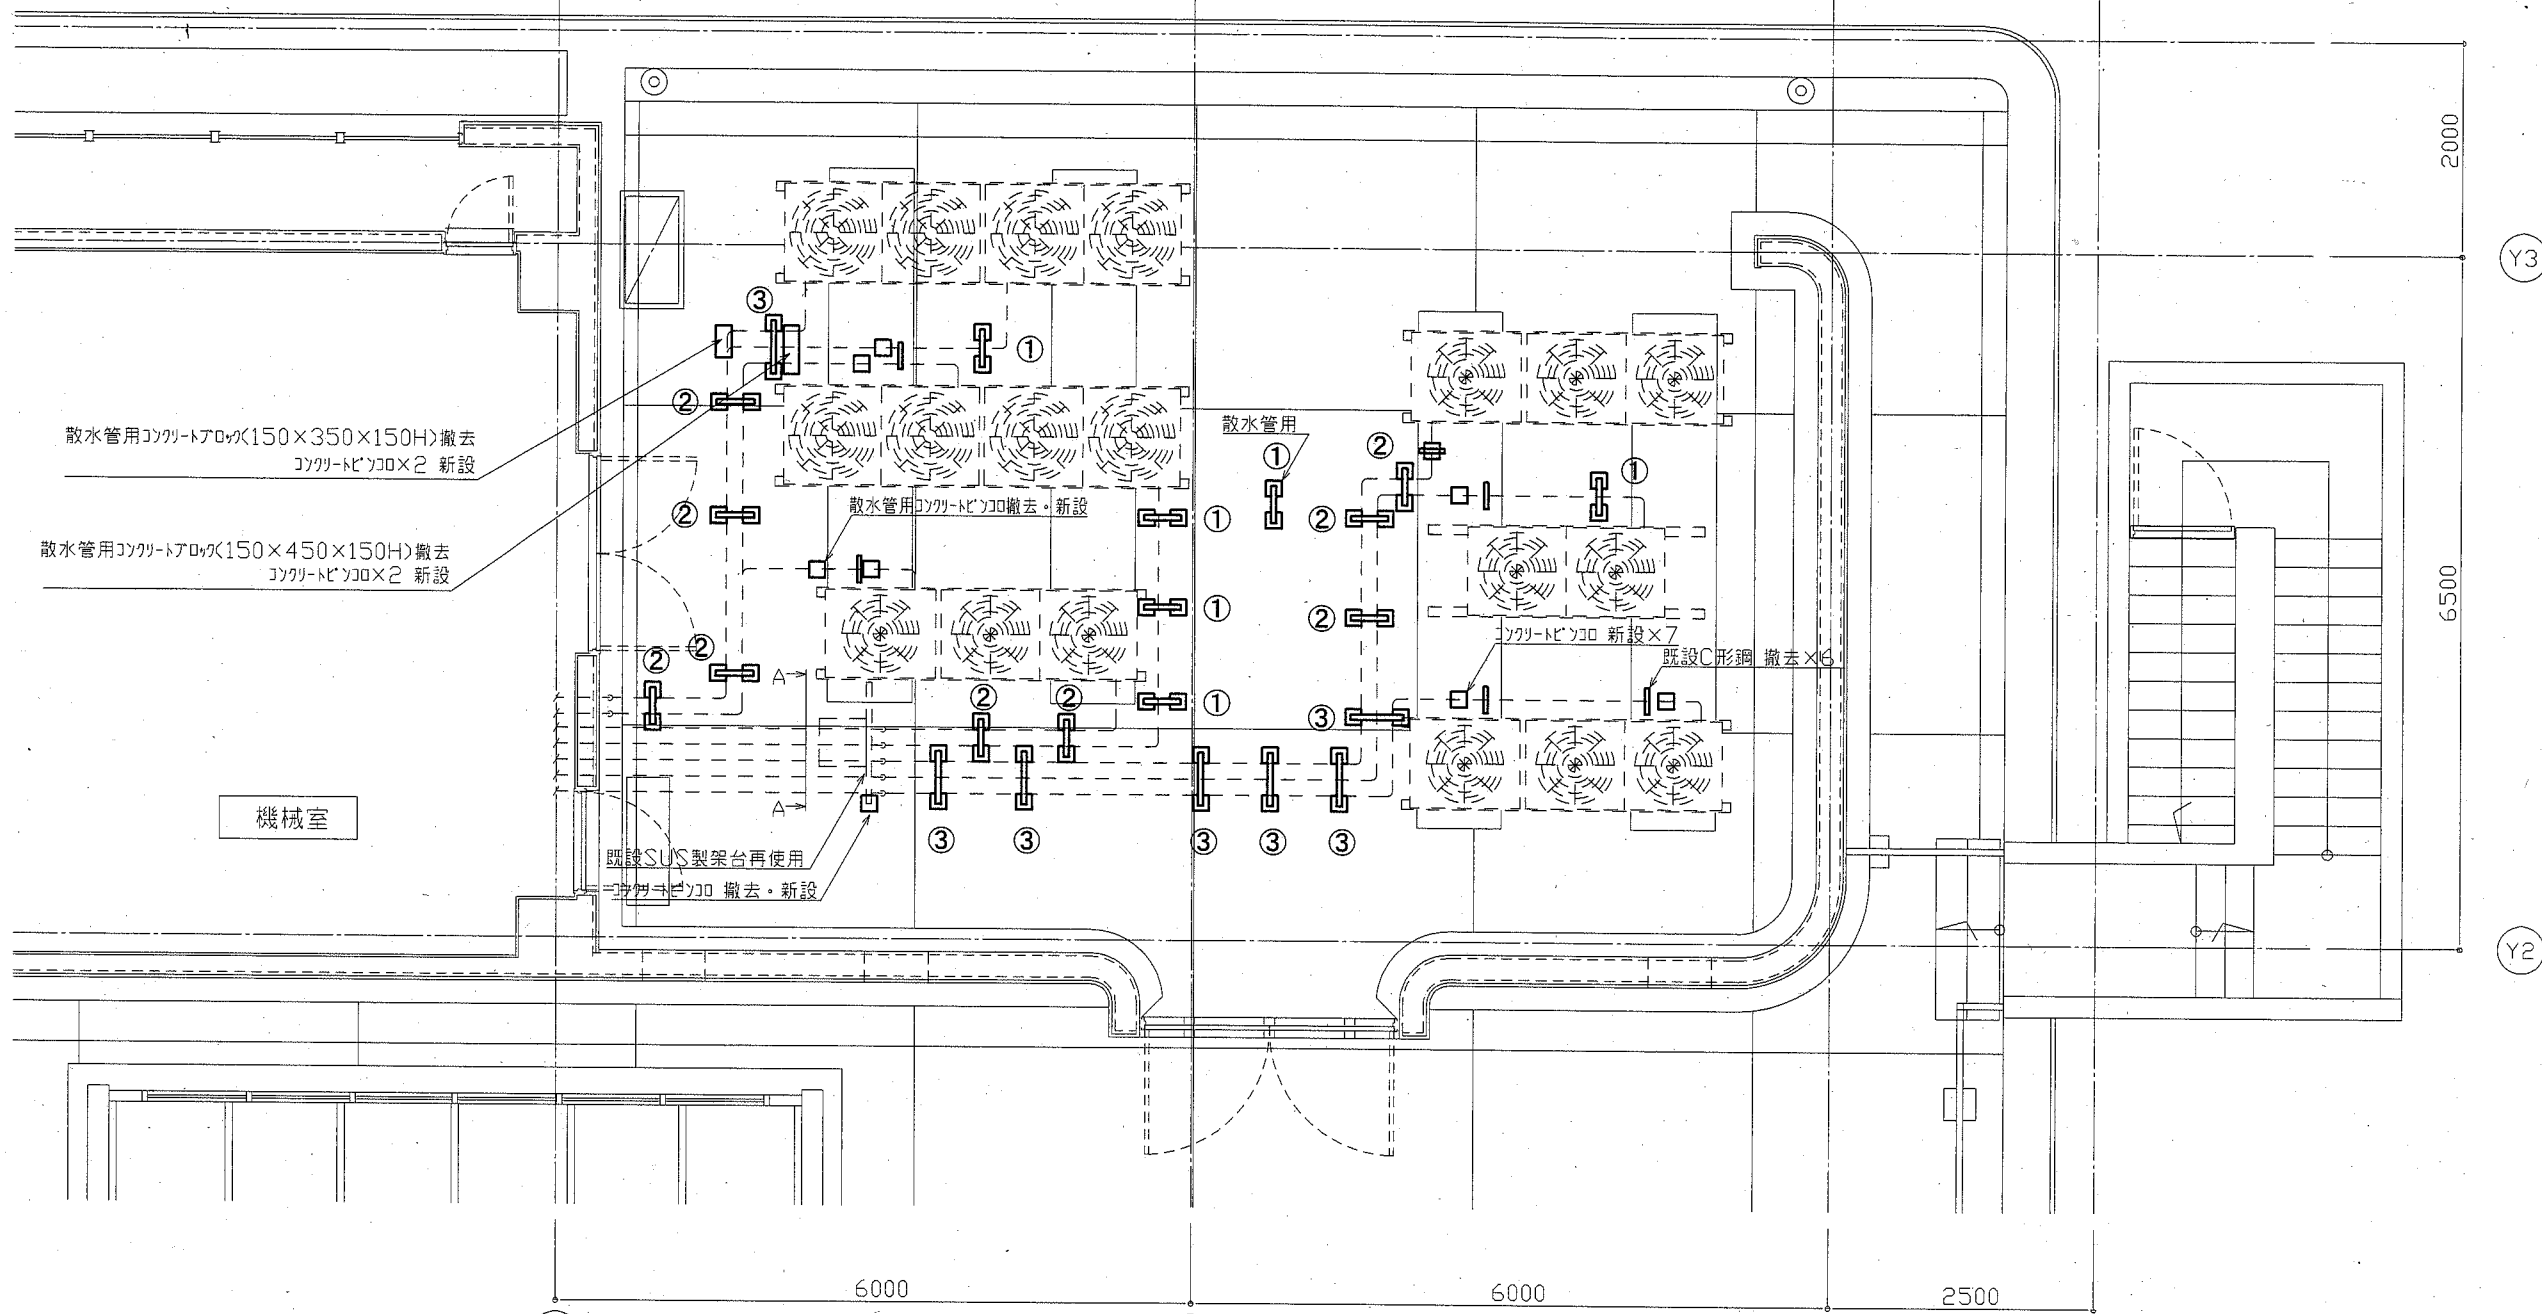 2000
Y3
③
①
②
散水管用コンクリートブロック(150×350×150H)撤去
コンクリートピンコロ×2 新設
散水管用
①
②
①
②
散水管用コンクリートピンコロ撤去・新設
①
②
散水管用コンクリートブロック(150×450×150H)撤去
コンクリートピンコロ×2 新設
6500
①
②
コンクリートピンコロ 新設×7
②
②
既設C形鋼 撤去×6
A
②
②
①
③
A
機械室
③
③
③
③
③
既設SUS製架台再使用
コンクリートピンコロ 撤去・新設
Y2
6000
6000
2500